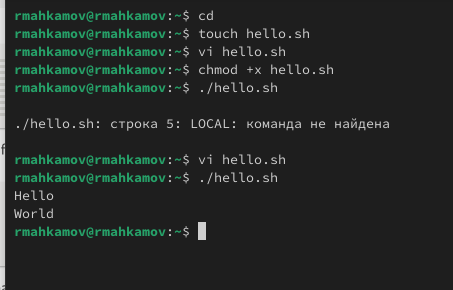 rmahkamov@rmahkamov:~$ cd
rmahkamov@rmahkamov:~$ touch hello.sh
rmahkamov@rmahkamov:~$ vi hello.sh
rmahkamov@rmahkamov:~$ chmod +x hello.sh
rmahkamov@rmahkamov:~$ ./hello.sh
./hello.sh: строка 5: LOCAL: команда не найдена
rmahkamov@rmahkamov:~$ vi hello.sh
rmahkamov@rmahkamov:~$ ./hello.sh
Hello
World
rmahkamov@rmahkamov:~$